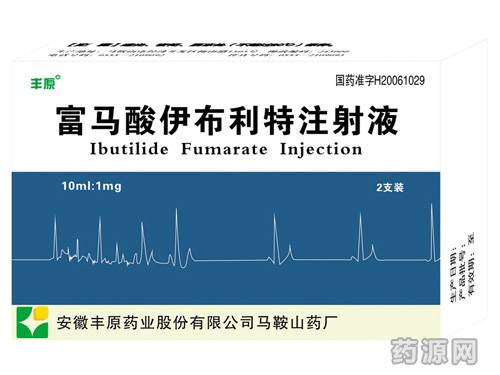 丰原
国药准字H20061029
富马酸伊布利特注射液
Ibutilide Fumarate Injection
10ml:1mg
2支装
安徽丰原药业股份有限公司马鞍山药厂
生产日期:
产品批号:
有效期: 至
药源网